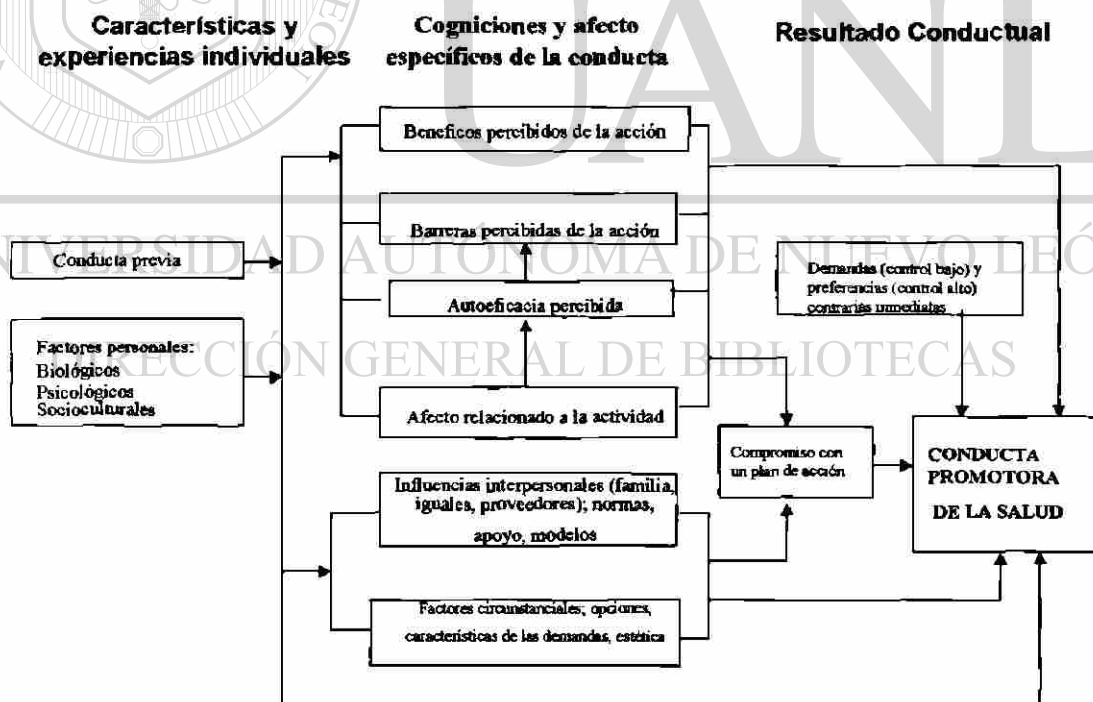 Características y
experiencias individuales
Cogniciones y afecto
específicos de la conducta
Resultado Conductual
UANL
Beneficos percibidos de la acción
Barreras percibidas de la acción
UNIVERSIDAD AUTÓNOMA DE NUEVO LEÓ
Conducta previa
Autoeficacia percibida
Demandas (control bajo) y
preferencias (control alto)
contrarias inmediatas
DIRECCIÓN GENERAL DE BIBLIOTECAS
Factores personales:
Biológicos
Psicológicos
Socioculturales
Afecto relacionado a la actividad
Compromiso con
un plan de acción
CONDUCTA
PROMOTORA
DE LA SALUD
Influencias interpersonales (familia,
iguales, proveedores); normas,
apoyo, modelos
Factores circunstanciales; opciones,
características de las demandas, estética